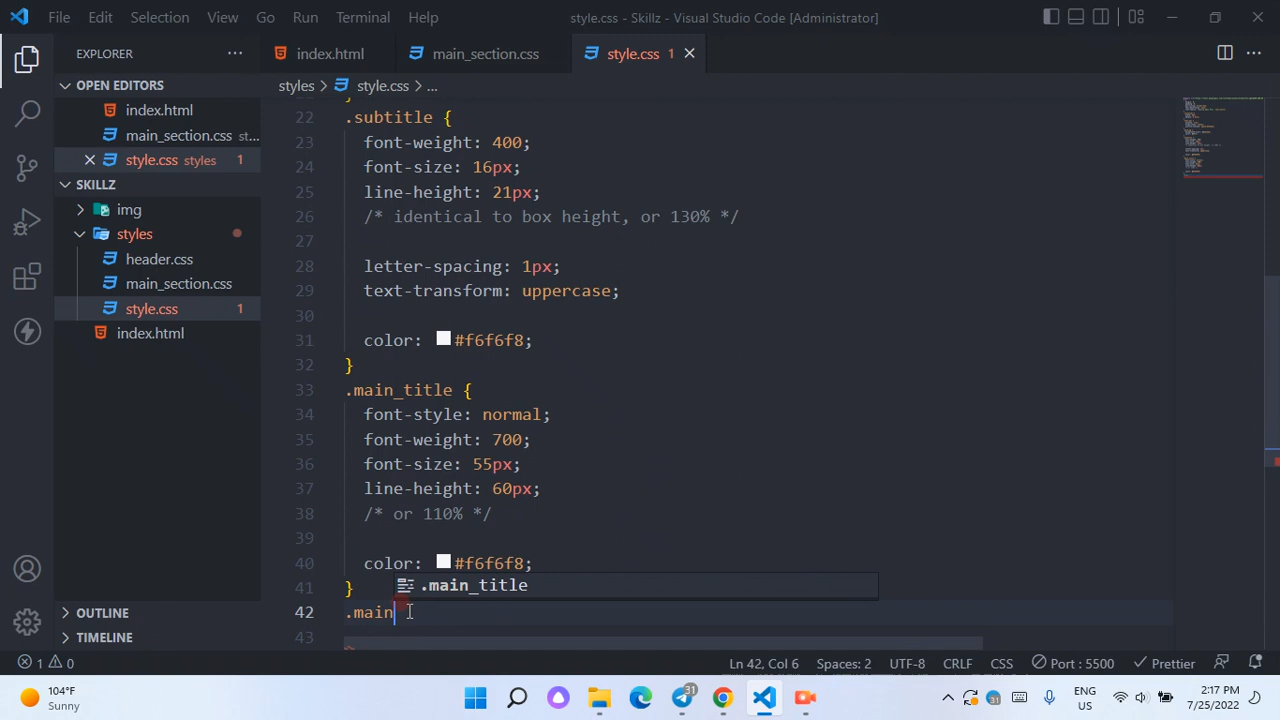 File Edit Selection View Go Run Terminal Help style.css - Skillz - Visual Studio Code [Administrator]
EXPLORER
index.html main_section.css style.css 1
OPEN EDITORS
styles > style.css > ...
index.html
main_section.css st...
style.css styles 1
SKILLZ
img
styles
header.css
main_section.css
style.css 1
index.html
OUTLINE
TIMELINE
22 .subtitle {
23 font-weight: 400;
24 font-size: 16px;
25 line-height: 21px;
26 /* identical to box height, or 130% */
27
28 letter-spacing: 1px;
29 text-transform: uppercase;
30
31 color: #f6f6f8;
32 }
33 .main_title {
34 font-style: normal;
35 font-weight: 700;
36 font-size: 55px;
37 line-height: 60px;
38 /* or 110% */
39
40 color: #f6f6f8;
41 }
.main_title
42 .main
43
1 0 Ln 42, Col 6 Spaces: 2 UTF-8 CRLF CSS Port : 5500 Prettier
104°F
Sunny
31
31
ENG
US
2:17 PM
7/25/2022